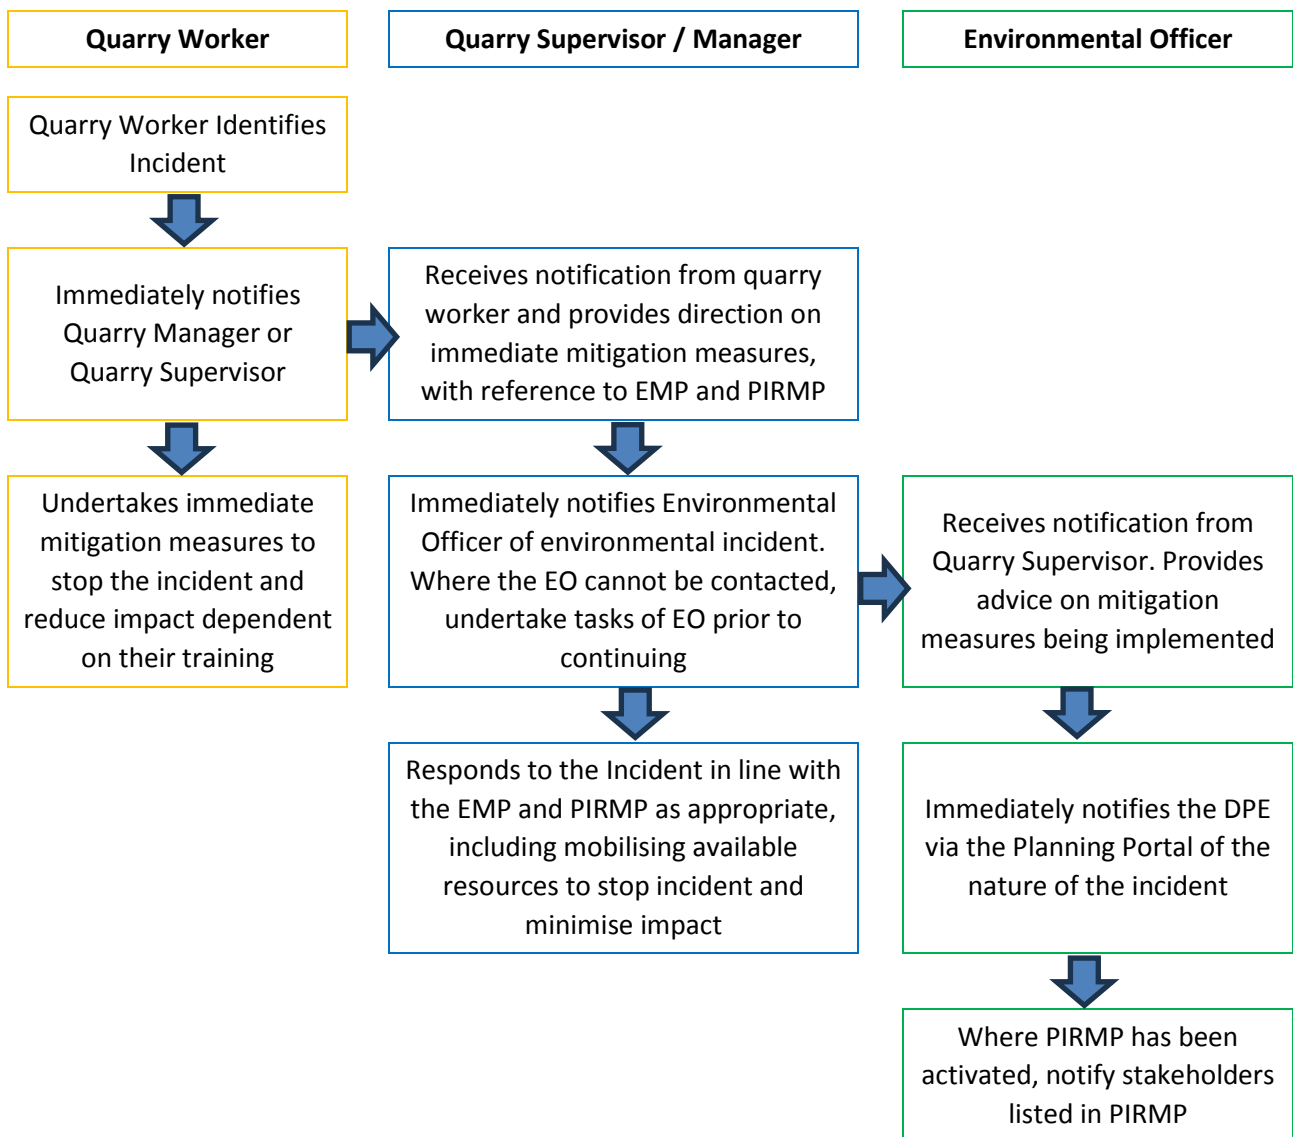 Quarry Worker
Quarry Supervisor / Manager
Environmental Officer
Quarry Worker Identifies
Incident
Immediately notifies
Quarry Manager or
Quarry Supervisor
Receives notification from quarry
worker and provides direction on
immediate mitigation measures,
with reference to EMP and PIRMP
Undertakes immediate
mitigation measures to
stop the incident and
reduce impact dependent
on their training
Immediately notifies Environmental
Officer of environmental incident.
Where the EO cannot be contacted,
undertake tasks of EO prior to
continuing
Receives notification from
Quarry Supervisor. Provides
advice on mitigation
measures being implemented
Responds to the Incident in line with
the EMP and PIRMP as appropriate,
including mobilising available
resources to stop incident and
minimise impact
Immediately notifies the DPE
via the Planning Portal of the
nature of the incident
Where PIRMP has been
activated, notify stakeholders
listed in PIRMP